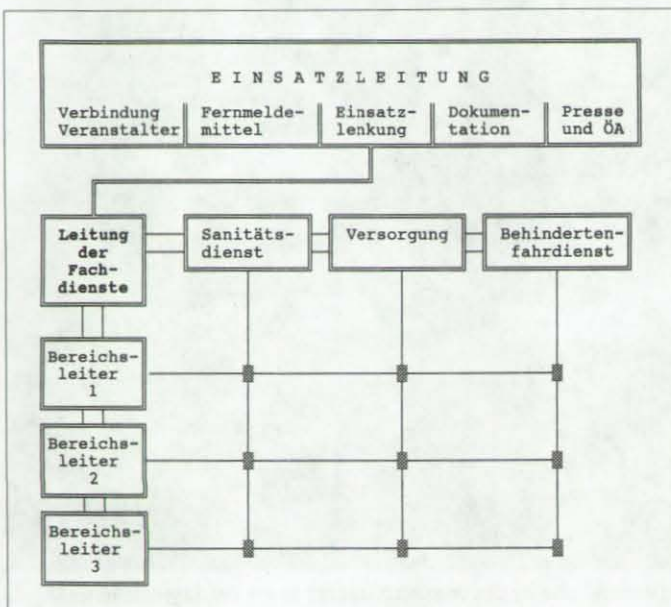 E I N S A T Z L E I T U N G
Verbindung
Veranstalter
Fernmelde-
mittel
Einsatz-
lenkung
Dokumen-
tation
Presse
und ÖA
Leitung
der
Fach-
dienste
Sanitäts-
dienst
Versorgung
Behinderten-
fahrdienst
Bereichs-
leiter
1
Bereichs-
leiter
2
Bereichs-
leiter
3